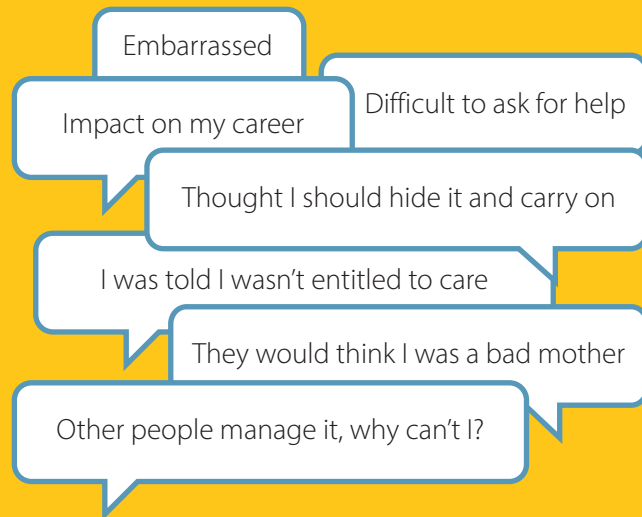 Embarrassed
Difficult to ask for help
Impact on my career
Thought I should hide it and carry on
I was told I wasn't entitled to care
They would think I was a bad mother
Other people manage it, why can't I?